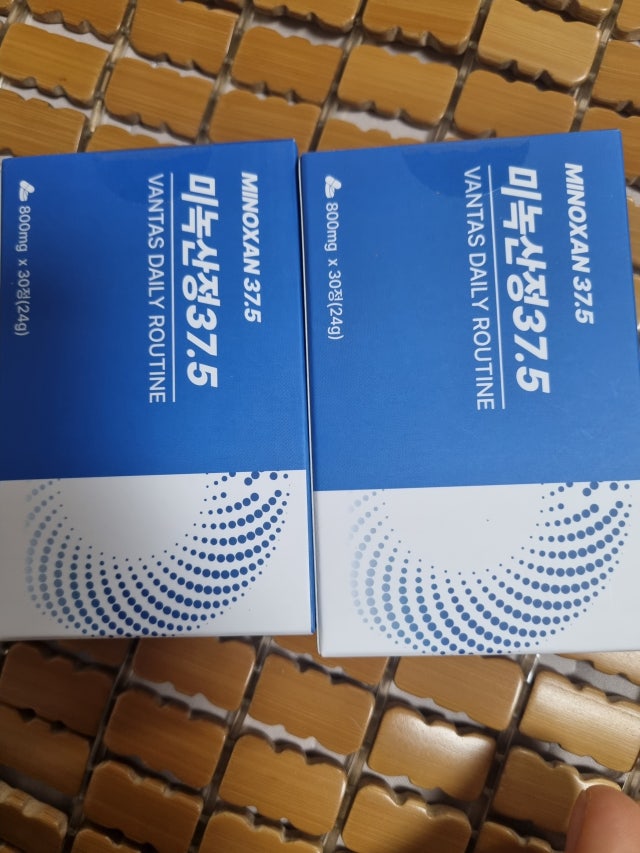 MINOXAN 37.5
미녹산정37.5
VANTAS DAILY ROUTINE
800mg x 30정(24g)
MINOXAN 37.5
미녹산정37.5
VANTAS DAILY ROUTINE
800mg x 30정(24g)